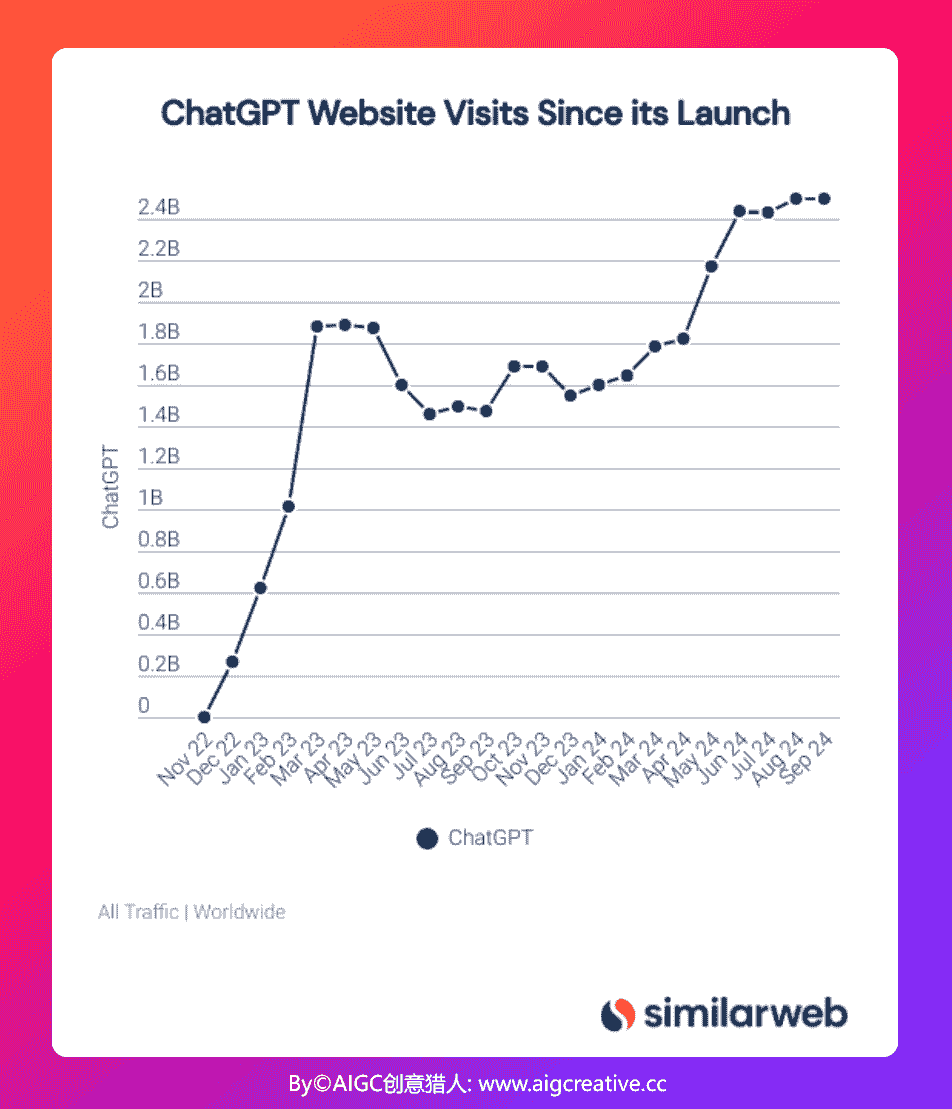 ChatGPT Website Visits Since its Launch
2.4B
2.2B
2B
1.8B
1.6B
1.4B
1.2B
1B
0.8B
0.6B
0.4B
0.2B
0
ChatGPT
Nov 22
Dec 22
Jan 23
Feb 23
Mar 23
Apr 23
May 23
Jun 23
Jul 23
Aug 23
Sep 23
Oct 23
Nov 23
Dec 23
Jan 24
Feb 24
Mar 24
Apr 24
May 24
Jun 24
Jul 24
Aug 24
Sep 24
ChatGPT
All Traffic | Worldwide
similarweb
By©AIGC创意猎人: www.aigcreative.cc